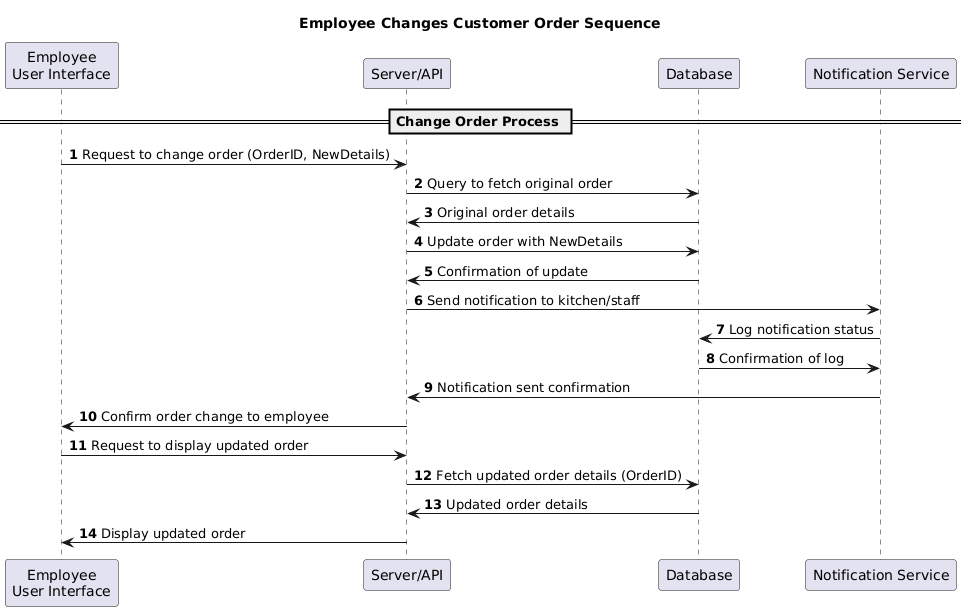 Employee Changes Customer Order Sequence
Employee
User Interface
Server/API
Database
Notification Service
Change Order Process
1 Request to change order (OrderID, NewDetails)
2 Query to fetch original order
3 Original order details
4 Update order with NewDetails
5 Confirmation of update
6 Send notification to kitchen/staff
7 Log notification status
8 Confirmation of log
9 Notification sent confirmation
10 Confirm order change to employee
11 Request to display updated order
12 Fetch updated order details (OrderID)
13 Updated order details
14 Display updated order
Employee
User Interface
Server/API
Database
Notification Service